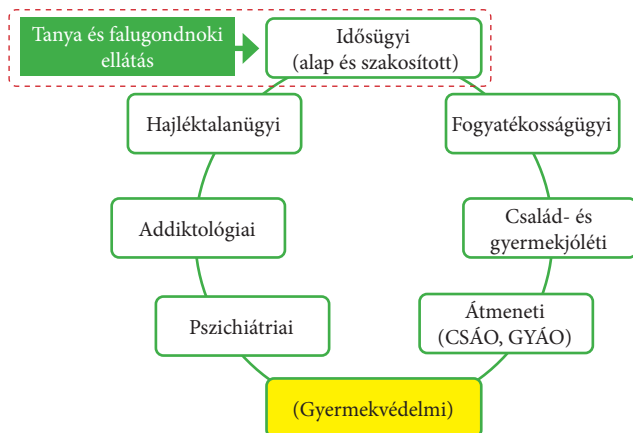 Tanya és falugondnoki
ellátás
Idősügyi
(alap és szakosított)
Hajléktalanügyi
Fogyatékosságügyi
Addiktológiai
Család- és
gyermekjóléti
Pszichiátriai
Átmeneti
(CSÁO, GYÁO)
(Gyermekvédelmi)